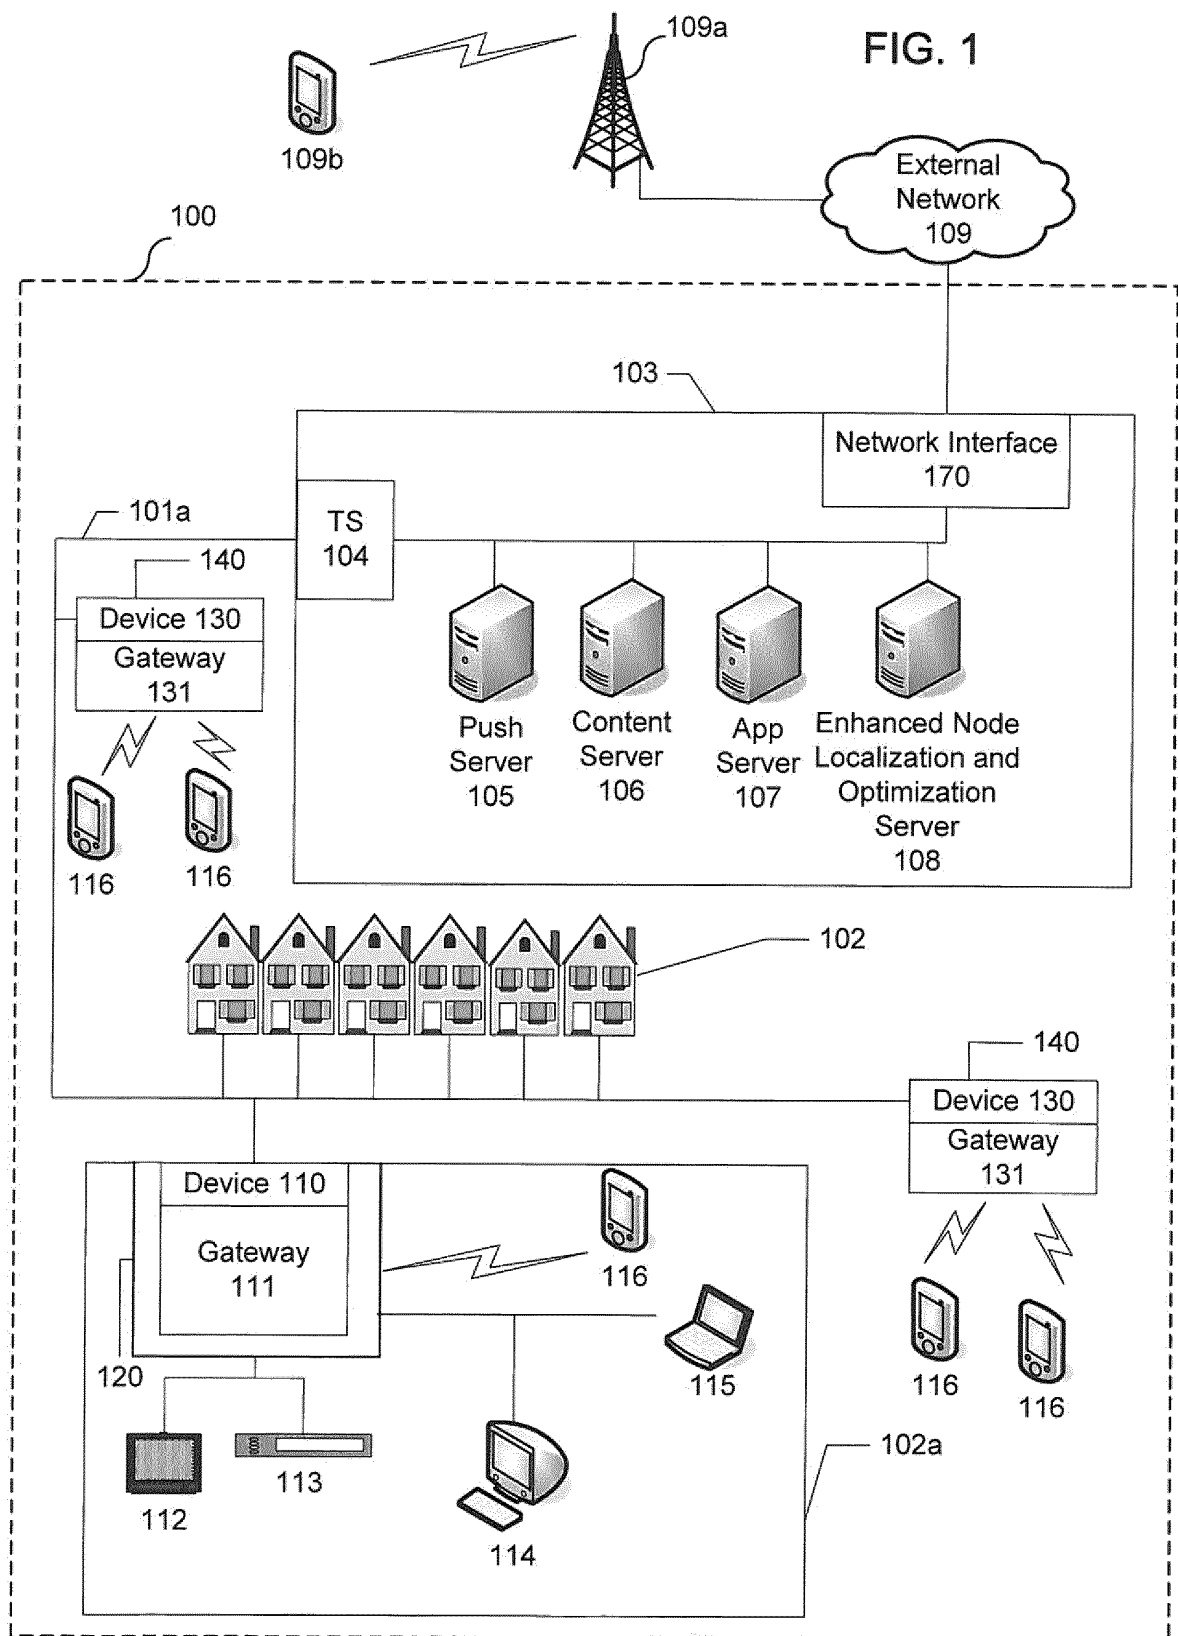 109a
FIG. 1
109b
External
Network
109
100
103
Network Interface
170
101a
TS
104
140
Device 130
Gateway
131
Push
Server
105
Content
Server
106
App
Server
107
Enhanced Node
Localization and
Optimization
Server
108
116
116
102
140
Device 130
Gateway
131
Device 110
Gateway
111
116
120
115
116
116
112
113
114
102a